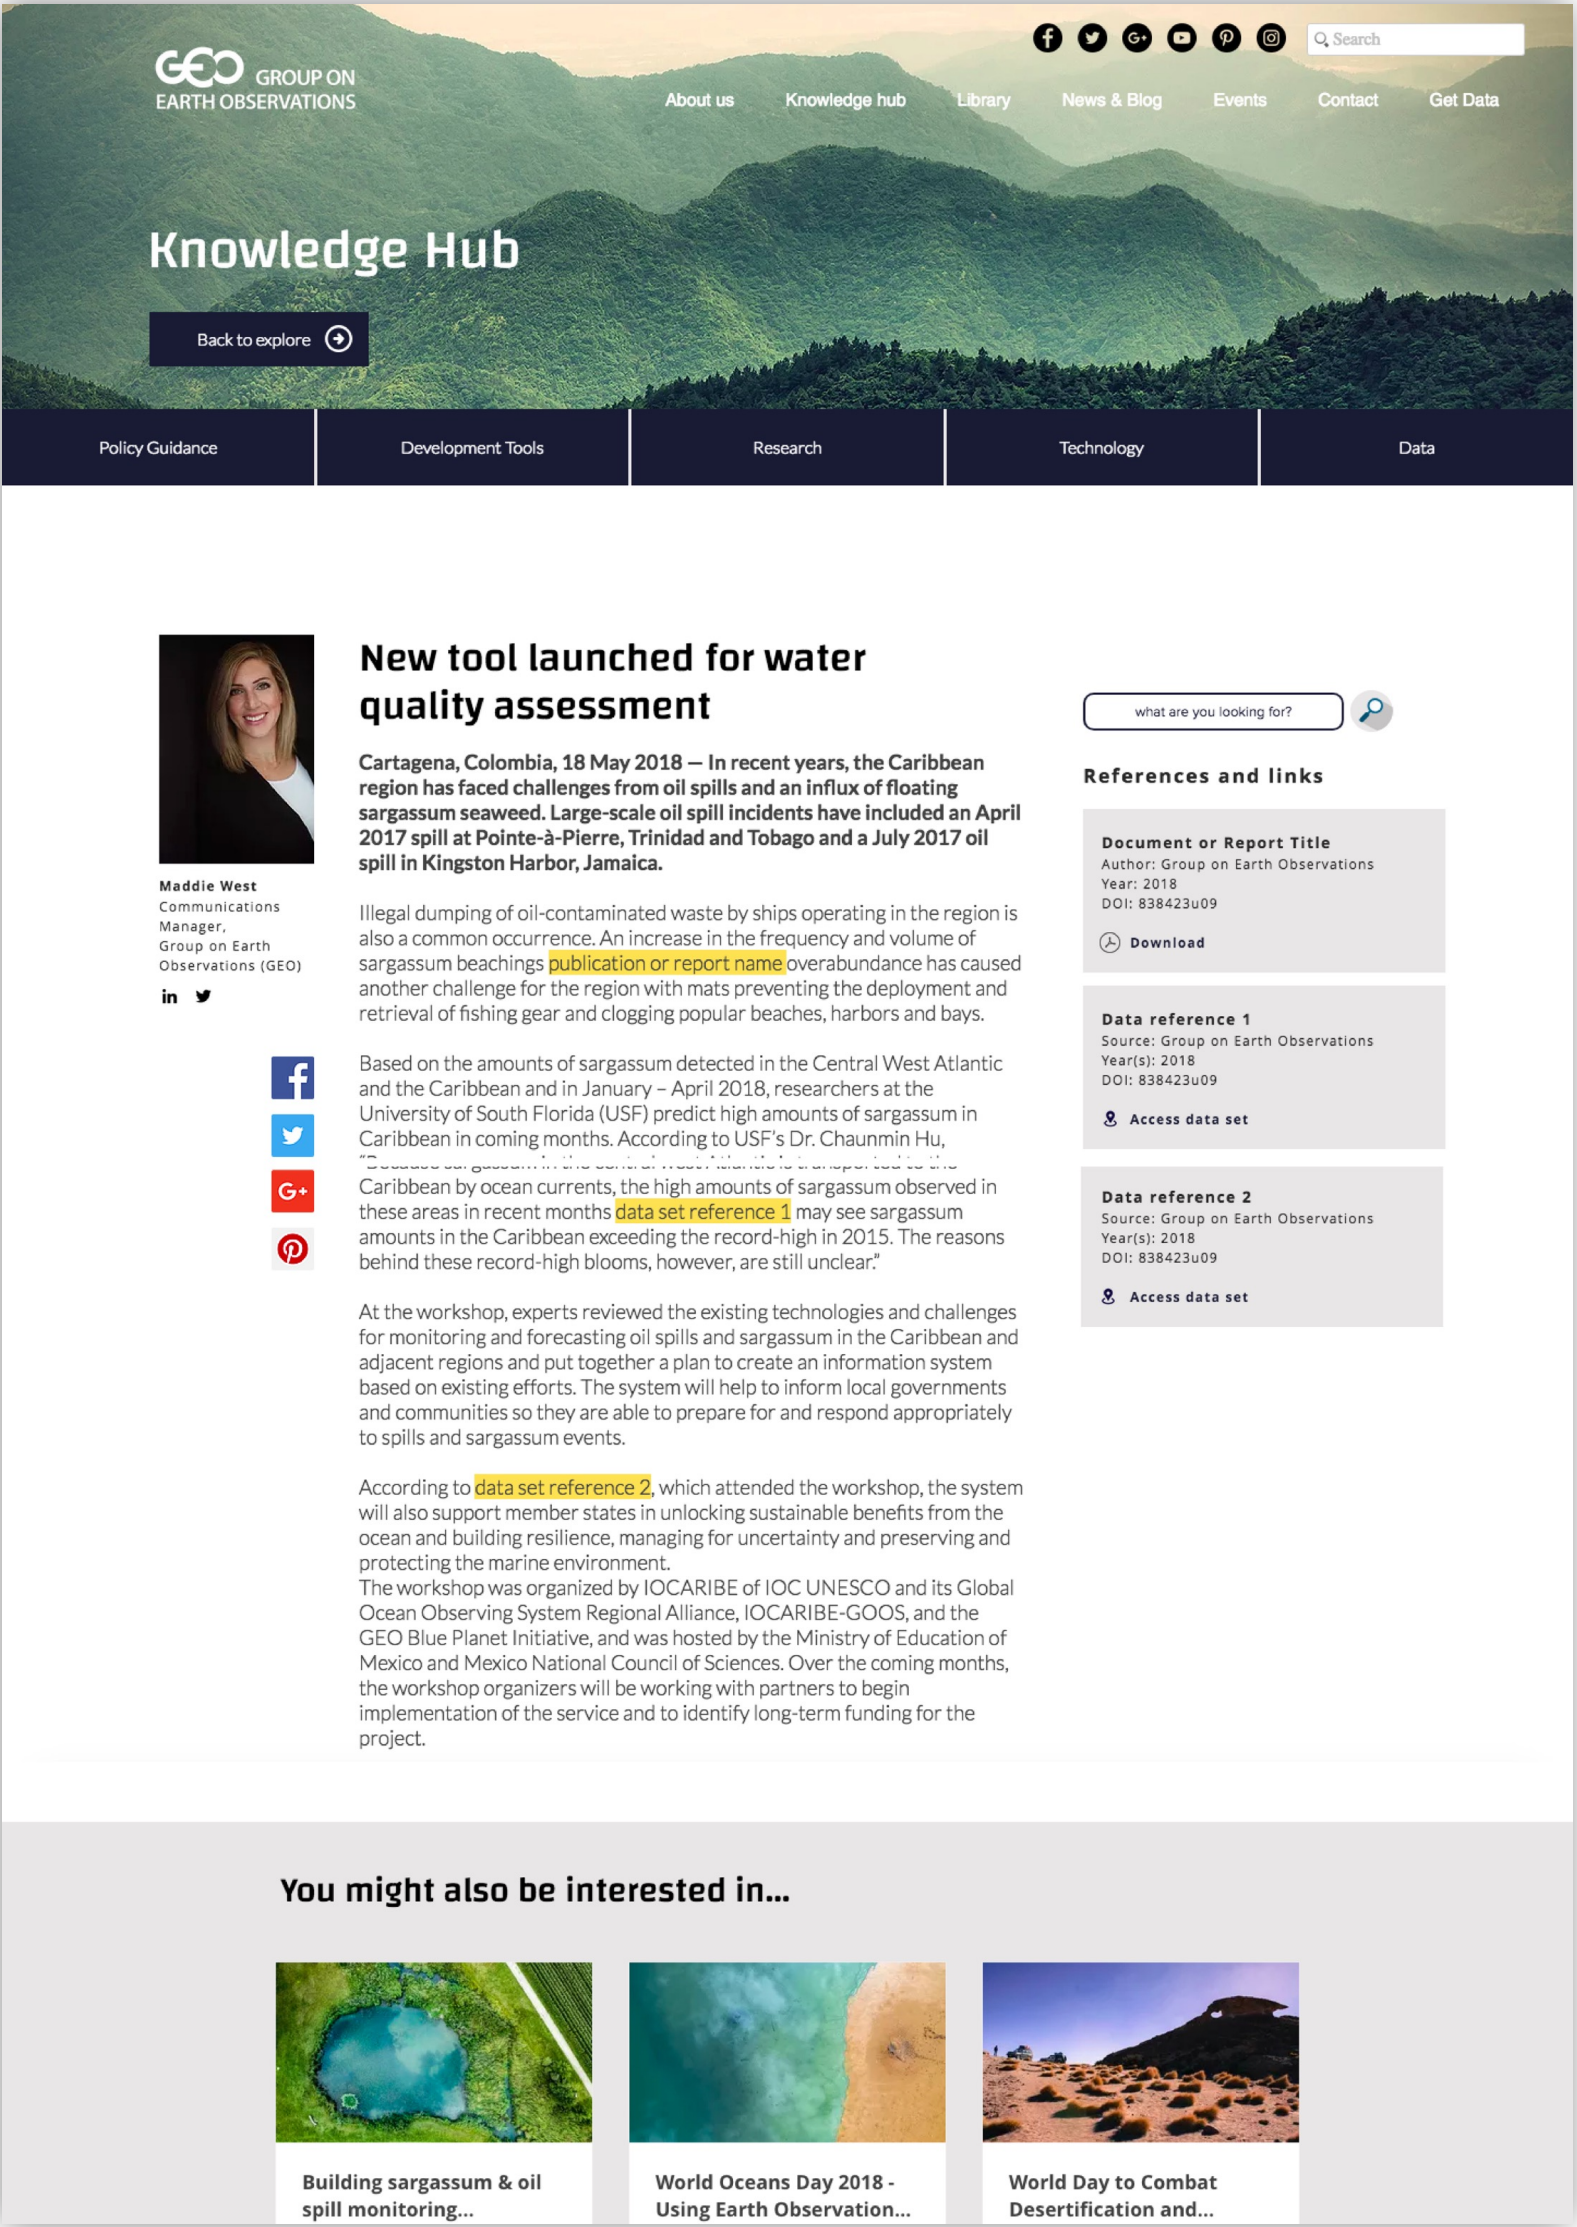 GEO GROUP ON
EARTH OBSERVATIONS
Search
About us
Knowledge hub
Library
News & Blog
Events
Contact
Get Data
Knowledge Hub
Back to explore
Policy Guidance
Development Tools
Research
Technology
Data
Maddie West
Communications
Manager,
Group on Earth
Observations (GEO)
in
G+
New tool launched for water
quality assessment
Cartagena, Colombia, 18 May 2018 — In recent years, the Caribbean
region has faced challenges from oil spills and an influx of floating
sargassum seaweed. Large-scale oil spill incidents have included an April
2017 spill at Pointe-à-Pierre, Trinidad and Tobago and a July 2017 oil
spill in Kingston Harbor, Jamaica.
Illegal dumping of oil-contaminated waste by ships operating in the region is
also a common occurrence. An increase in the frequency and volume of
sargassum beachings publication or report name overabundance has caused
another challenge for the region with mats preventing the deployment and
retrieval of fishing gear and clogging popular beaches, harbors and bays.
Based on the amounts of sargassum detected in the Central West Atlantic
and the Caribbean and in January – April 2018, researchers at the
University of South Florida (USF) predict high amounts of sargassum in
Caribbean in coming months. According to USF's Dr. Chaunmin Hu,
"Because sargassum in the central west Atlantic is transported to the
Caribbean by ocean currents, the high amounts of sargassum observed in
these areas in recent months data set reference 1 may see sargassum
amounts in the Caribbean exceeding the record-high in 2015. The reasons
behind these record-high blooms, however, are still unclear."
At the workshop, experts reviewed the existing technologies and challenges
for monitoring and forecasting oil spills and sargassum in the Caribbean and
adjacent regions and put together a plan to create an information system
based on existing efforts. The system will help to inform local governments
and communities so they are able to prepare for and respond appropriately
to spills and sargassum events.
According to data set reference 2, which attended the workshop, the system
will also support member states in unlocking sustainable benefits from the
ocean and building resilience, managing for uncertainty and preserving and
protecting the marine environment.
The workshop was organized by IOCARIBE of IOC UNESCO and its Global
Ocean Observing System Regional Alliance, IOCARIBE-GOOS, and the
GEO Blue Planet Initiative, and was hosted by the Ministry of Education of
Mexico and Mexico National Council of Sciences. Over the coming months,
the workshop organizers will be working with partners to begin
implementation of the service and to identify long-term funding for the
project.
what are you looking for?
References and links
Document or Report Title
Author: Group on Earth Observations
Year: 2018
DOI: 838423u09
Download
Data reference 1
Source: Group on Earth Observations
Year(s): 2018
DOI: 838423u09
Access data set
Data reference 2
Source: Group on Earth Observations
Year(s): 2018
DOI: 838423u09
Access data set
You might also be interested in...
Building sargassum & oil
spill monitoring...
World Oceans Day 2018 -
Using Earth Observation...
World Day to Combat
Desertification and...